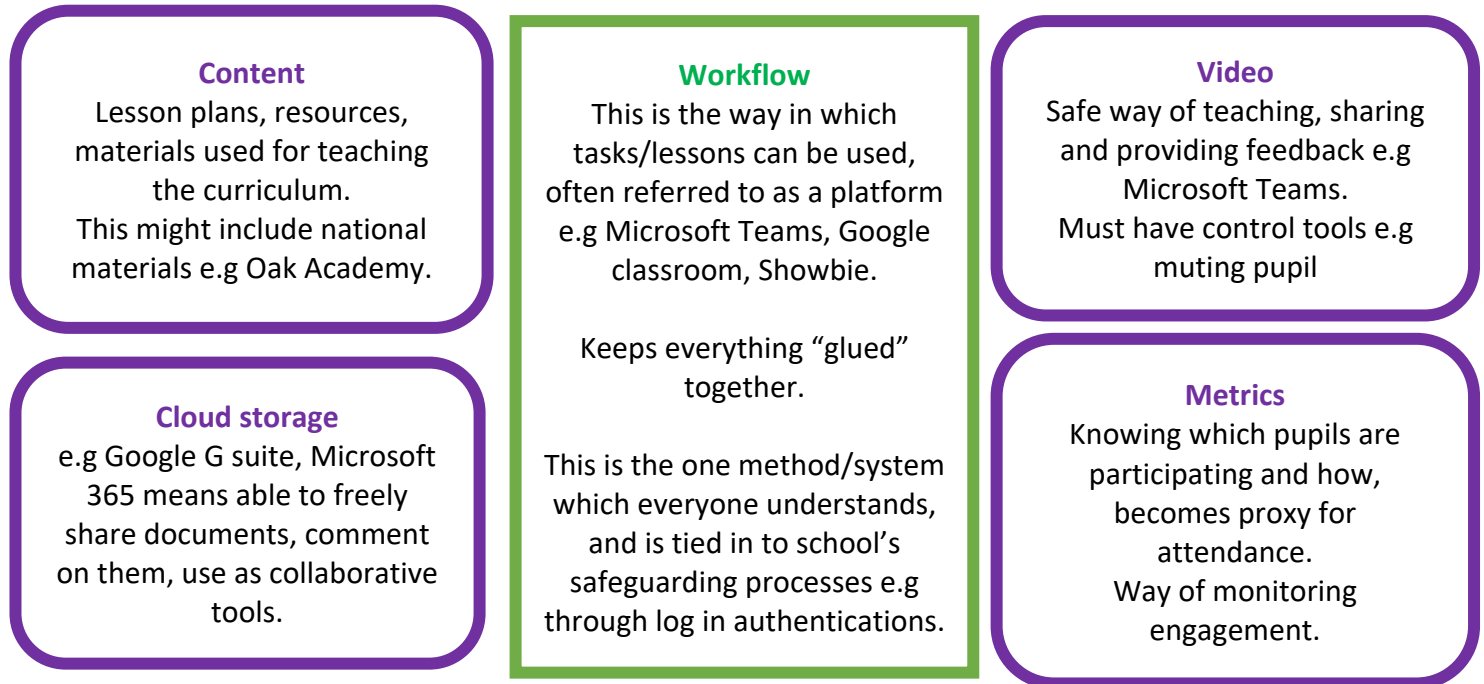 Content
Lesson plans, resources,
materials used for teaching
the curriculum.
This might include national
materials e.g Oak Academy.
Cloud storage
e.g Google G suite, Microsoft
365 means able to freely
share documents, comment
on them, use as collaborative
tools.
Workflow
This is the way in which
tasks/lessons can be used,
often referred to as a platform
e.g Microsoft Teams, Google
classroom, Showbie.
Keeps everything “glued”
together.
This is the one method/system
which everyone understands,
and is tied in to school’s
safeguarding processes e.g
through log in authentications.
Video
Safe way of teaching, sharing
and providing feedback e.g
Microsoft Teams.
Must have control tools e.g
muting pupil
Metrics
Knowing which pupils are
participating and how,
becomes proxy for
attendance.
Way of monitoring
engagement.